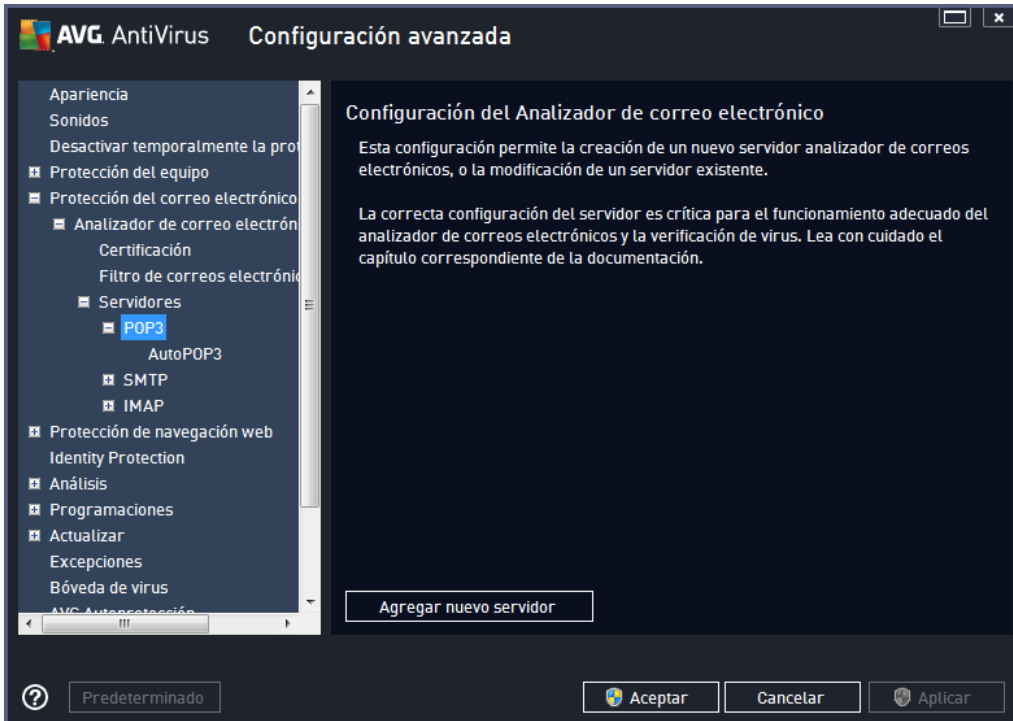 AVG. AntiVirus Configuración avanzada
Apariencia
Sonidos
Desactivar temporalmente la prot
Protección del equipo
Protección del correo electrónico
Analizador de correo electrón
Certificación
Filtro de correos electrónic
Servidores
POP3
AutoPOP3
SMTP
IMAP
Protección de navegación web
Identity Protection
Análisis
Programaciones
Actualizar
Excepciones
Bóveda de virus
AVG Autoprotección
Configuración del Analizador de correo electrónico
Esta configuración permite la creación de un nuevo servidor analizador de correos
electrónicos, o la modificación de un servidor existente.
La correcta configuración del servidor es crítica para el funcionamiento adecuado del
analizador de correos electrónicos y la verificación de virus. Lea con cuidado el
capítulo correspondiente de la documentación.
Agregar nuevo servidor
Predeterminado
Aceptar
Cancelar
Aplicar